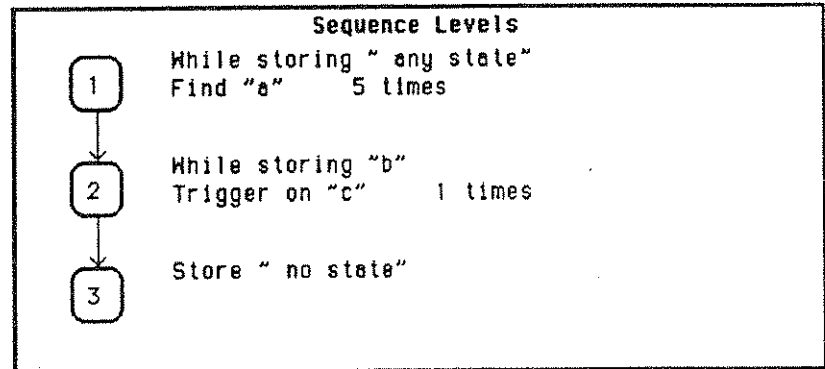 Sequence Levels
While storing " any state"
1
Find "a" 5 times
While storing "b"
2
Trigger on "c" 1 times
Store " no state"
3